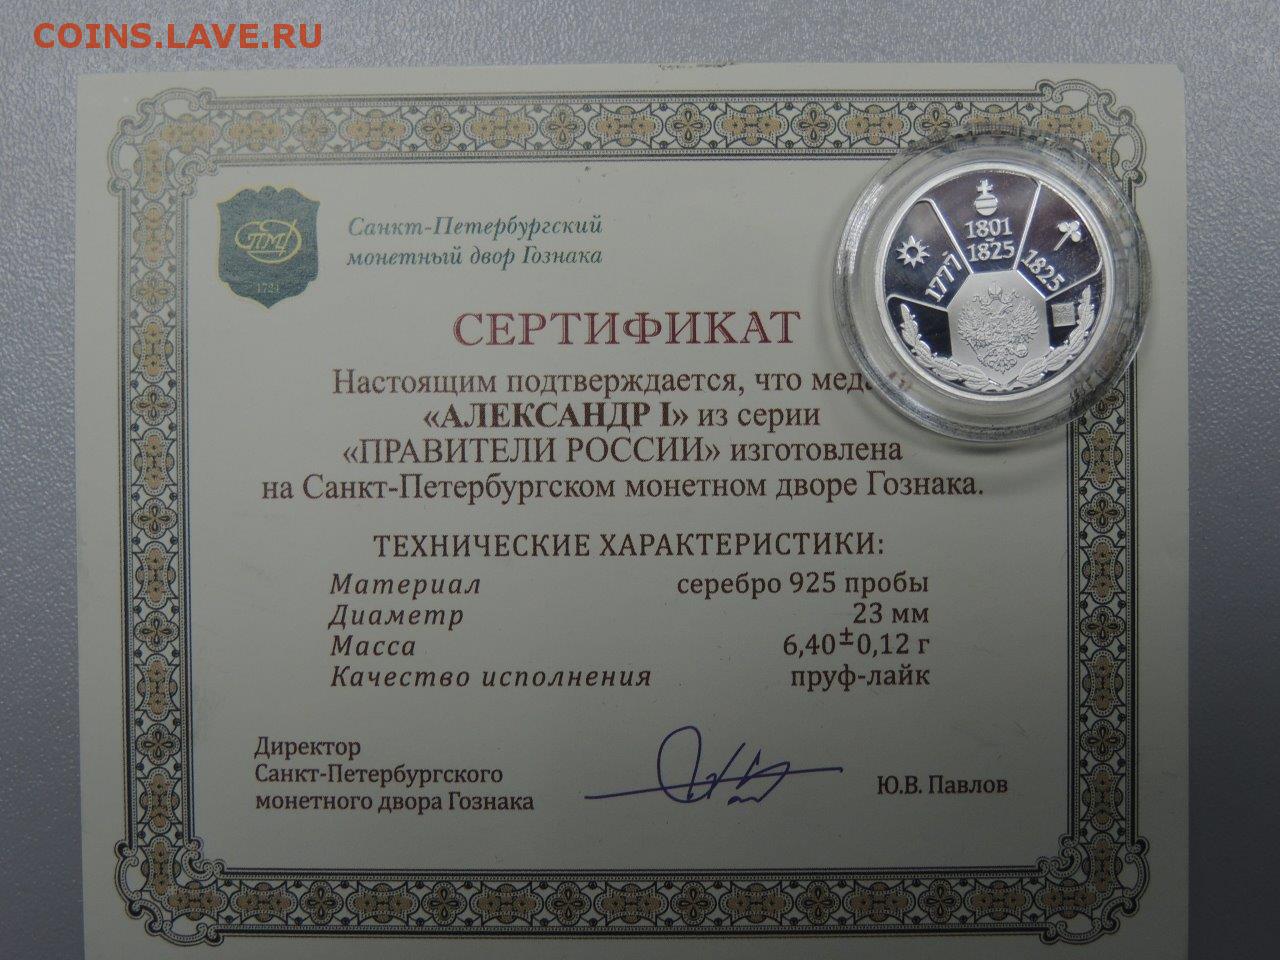 COINS.LAVE.RU
СПМД
1724
Санкт-Петербургский
монетный двор Гознака
1777
1801
1825
1825
СЕРТИФИКАТ
Настоящим подтверждается, что
«АЛЕКСАНДР I» из серии
«ПРАВИТЕЛИ РОССИИ» изготовлена
на Санкт-Петербургском монетном дворе Гознака.
ТЕХНИЧЕСКИЕ ХАРАКТЕРИСТИКИ:
Материал серебро 925 пробы
Диаметр 23 мм
Масса 6,40±0,12 г
Качество исполнения пруф-лайк
Директор
Санкт-Петербургского
монетного двора Гознака
Ю.В. Павлов